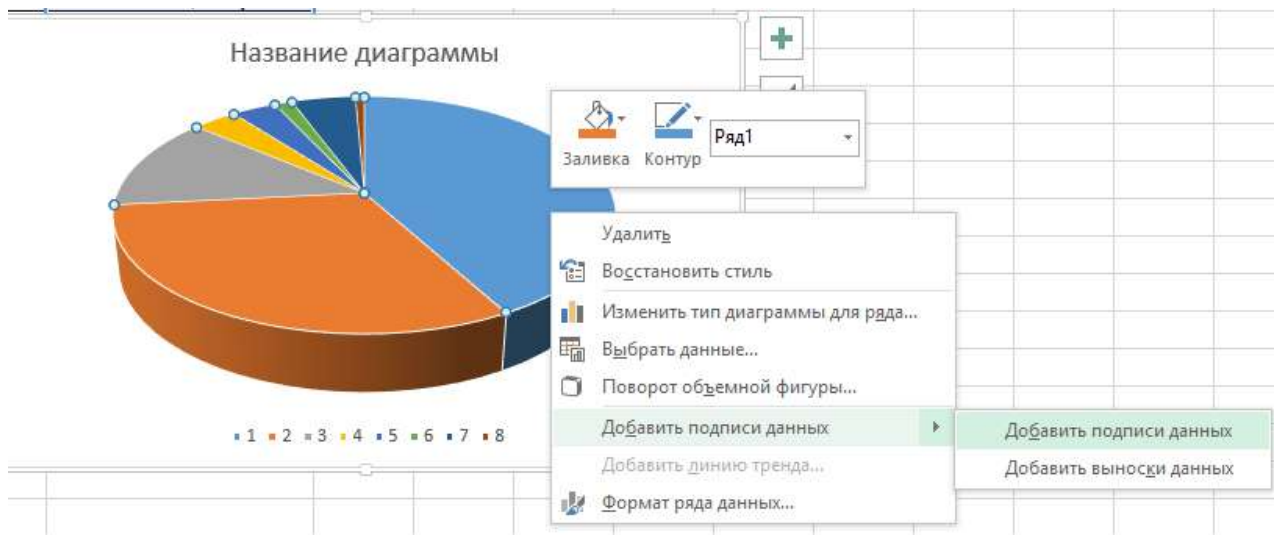 Название диаграммы
Заливка Контур Ряд1
Удалить
Восстановить стиль
Изменить тип диаграммы для ряда...
Выбрать данные...
Поворот объемной фигуры...
Добавить подписи данных
Добавить подписи данных
Добавить выноски данных
Добавить линию тренда...
Формат ряда данных...
1 2 3 4 5 6 7 8